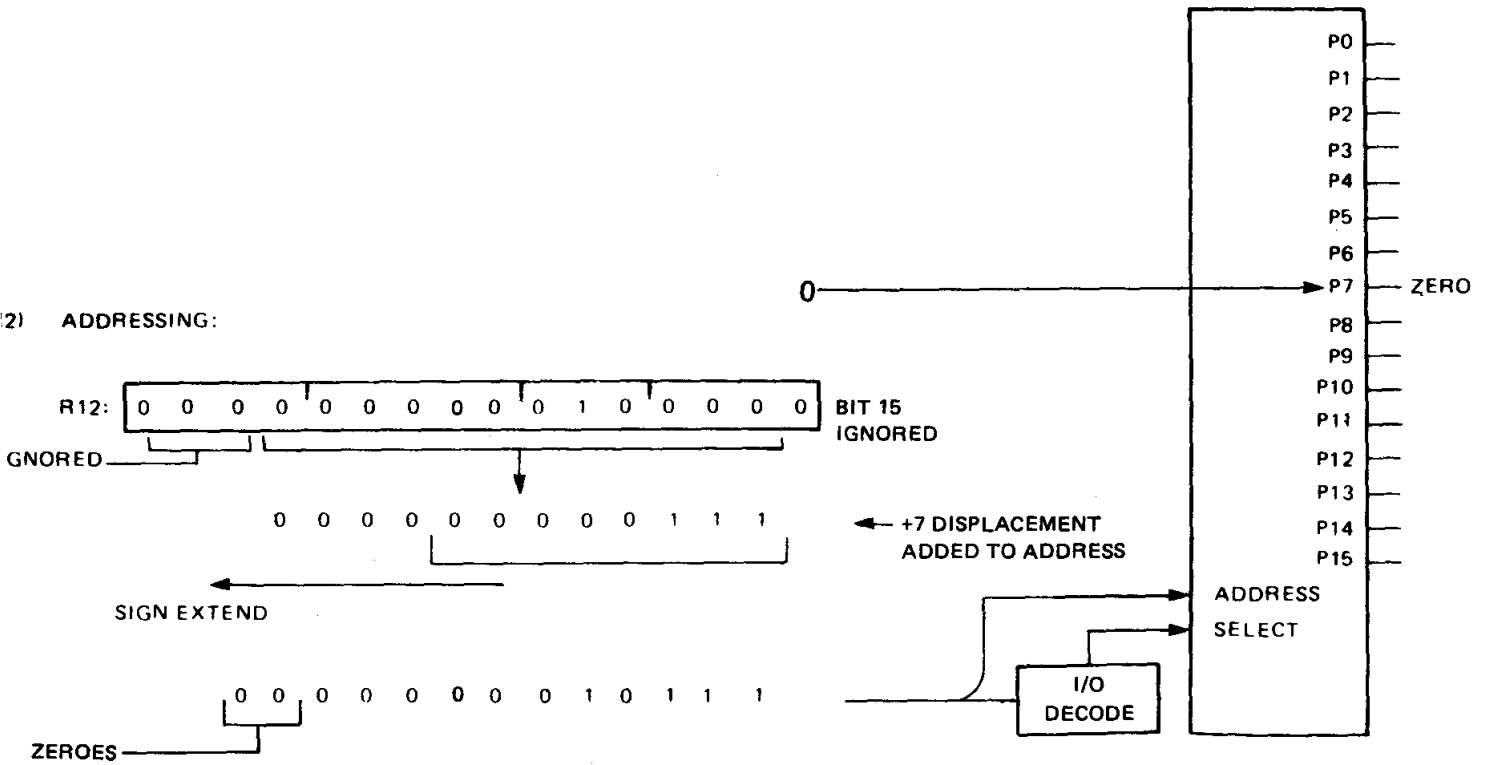 P0
P1
P2
P3
P4
P5
P6
0 P7 ZERO
2) ADDRESSING:
P8
P9
P10
R12: 0 0 0 0 0 0 0 0 0 0 1 0 0 0 0 0 BIT 15
IGNORED
P11
GNORED
P12
P13
0 0 0 0 0 0 0 0 0 1 1 1 +7 DISPLACEMENT
ADDED TO ADDRESS
P14
P15
ADDRESS
SIGN EXTEND
SELECT
0 0 0 0 0 0 0 0 0 1 0 1 1 1
I/O
DECODE
ZEROES